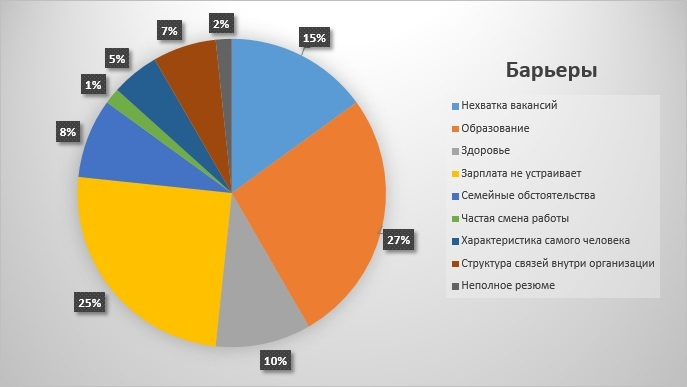 2%
7%
15%
5%
1%
8%
27%
25%
10%
Барьеры
Нехватка вакансий
Образование
Здоровье
Зарплата не устраивает
Семейные обстоятельства
Частая смена работы
Характеристика самого человека
Структура связей внутри организации
Неполное резюме